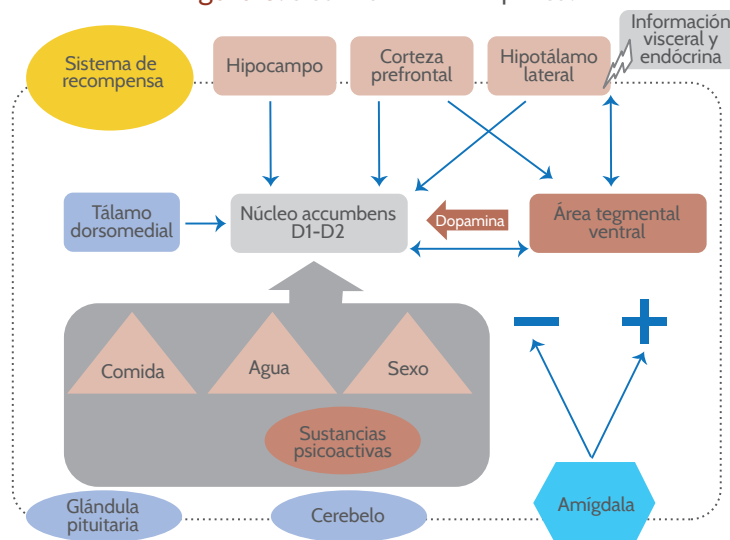 Sistema de
recompensa
Hipocampo
Corteza
prefrontal
Hipotálamo
lateral
Información
visceral y
endócrina
Tálamo
dorsomedial
Núcleo accumbens
D1-D2
Dopamina
Área tegmental
ventral
Comida
Agua
Sexo
Sustancias
psicoactivas
Glándula
pituitaria
Cerebelo
Amígdala